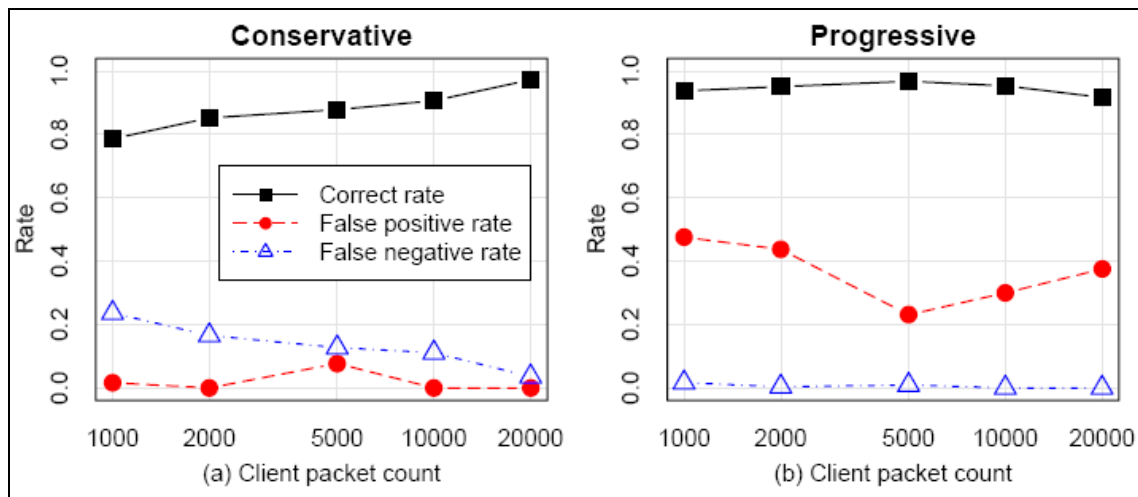 Conservative
Rate
0.0 0.2 0.4 0.6 0.8 1.0
Correct rate
False positive rate
False negative rate
1000 2000 5000 10000 20000
(a) Client packet count
Progressive
Rate
0.0 0.2 0.4 0.6 0.8 1.0
1000 2000 5000 10000 20000
(b) Client packet count